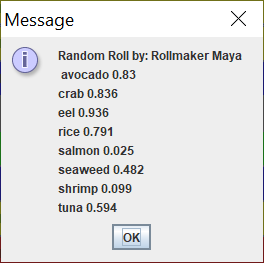 Message
Random Roll by: Rollmaker Maya
avocado 0.83
crab 0.836
eel 0.936
rice 0.791
salmon 0.025
seaweed 0.482
shrimp 0.099
tuna 0.594
OK